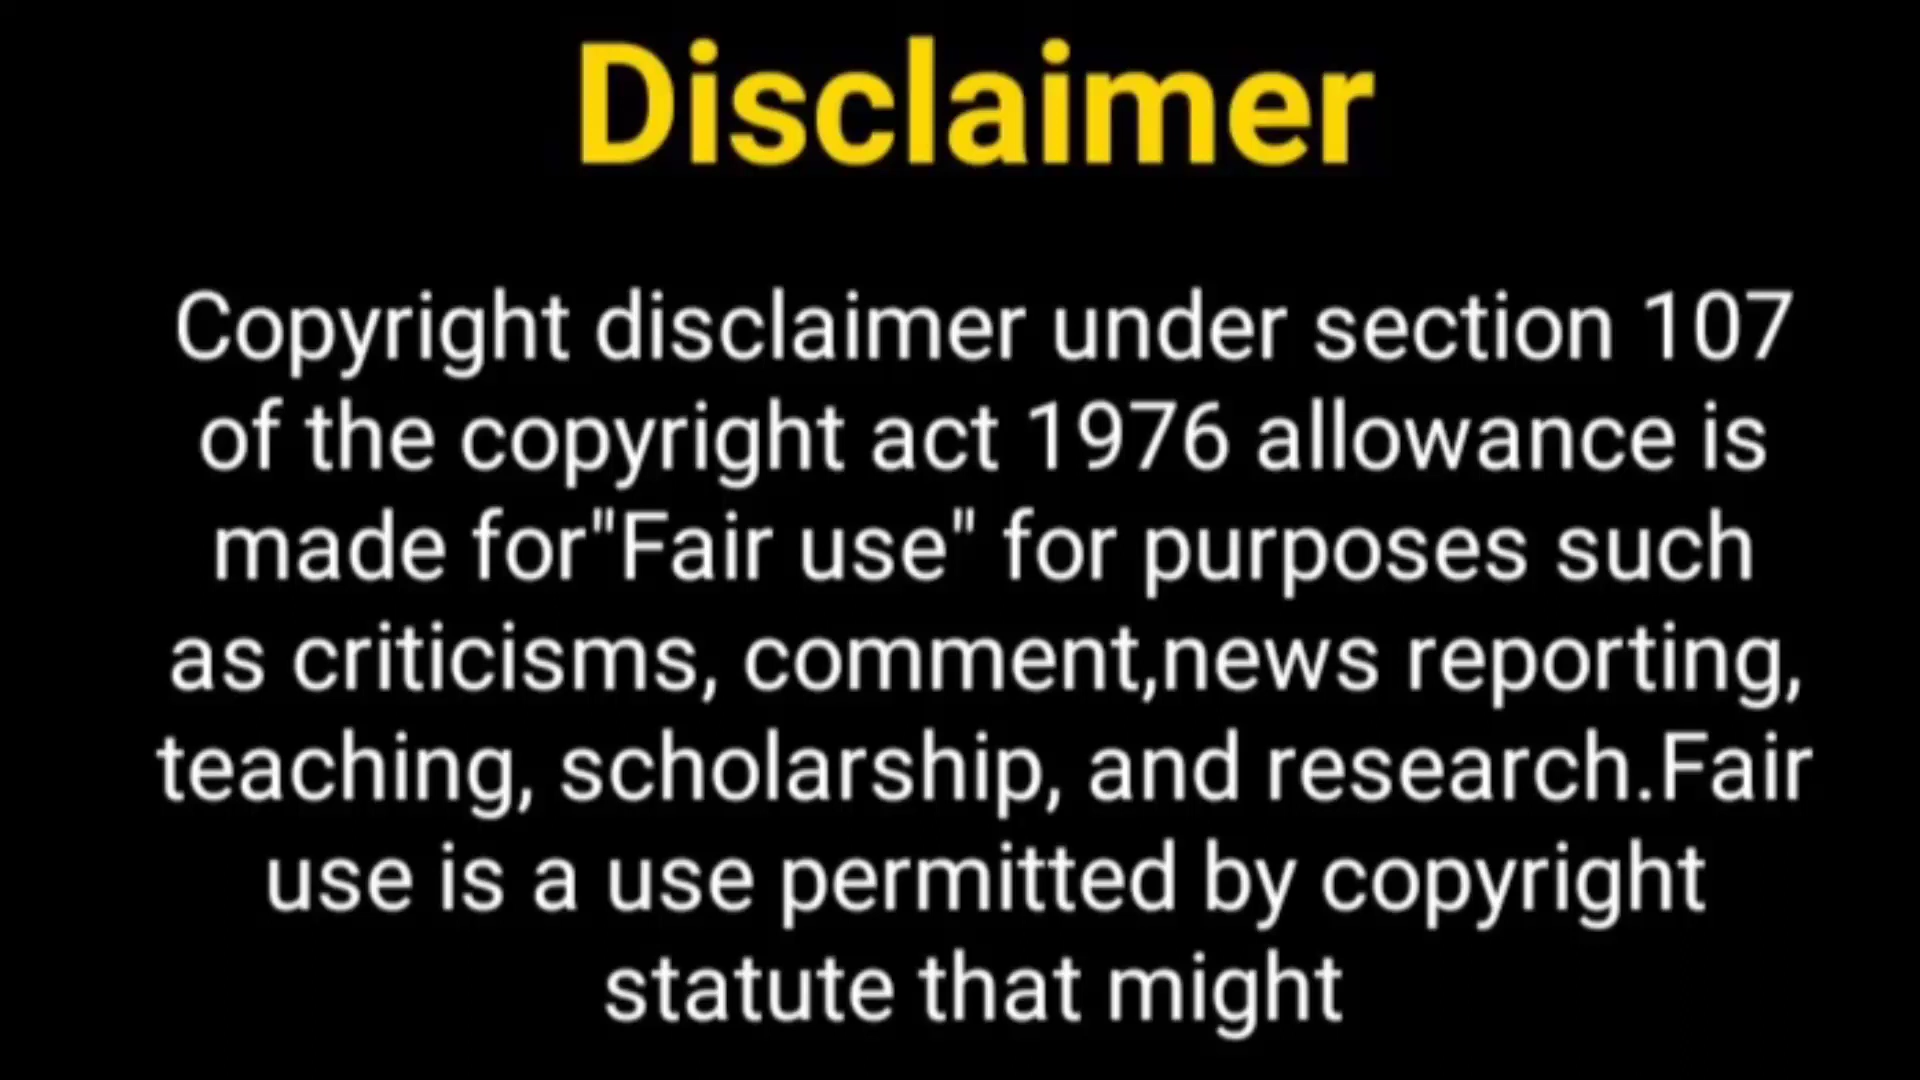 Disclaimer
Copyright disclaimer under section 107
of the copyright act 1976 allowance is
made for"Fair use" for purposes such
as criticisms, comment,news reporting,
teaching, scholarship, and research.Fair
use is a use permitted by copyright
statute that might